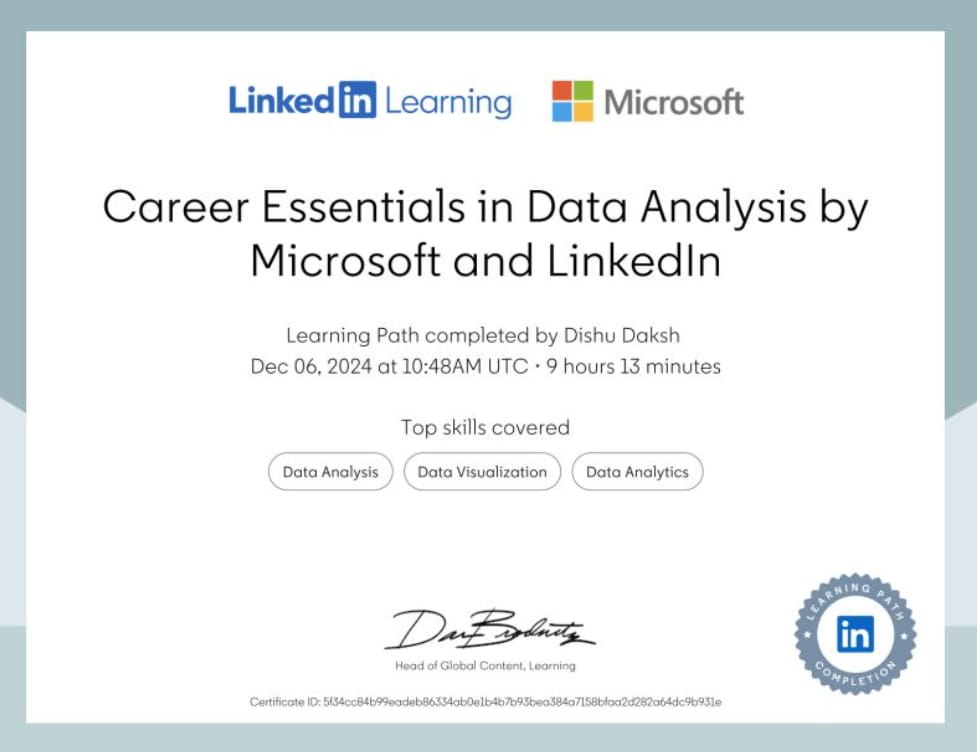 LinkedIn Learning Microsoft
Career Essentials in Data Analysis by
Microsoft and LinkedIn
Learning Path completed by Dishu Daksh
Dec 06, 2024 at 10:48AM UTC • 9 hours 13 minutes
Top skills covered
Data Analysis Data Visualization Data Analytics
Dan Brodnitz
Head of Global Content, Learning
LEARNING PATH
in
COMPLETION
Certificate ID: 5f34cc84b99eadeb86334ab0e1b4b7b93bea384a7158bfaa2d282a64dc9b931e